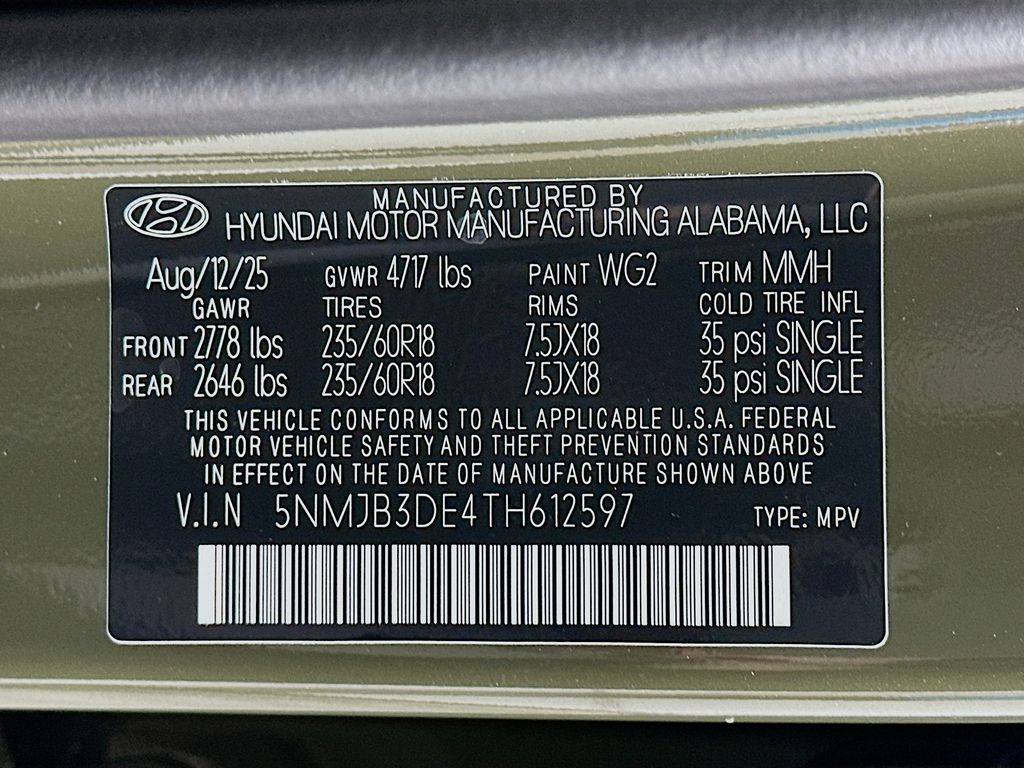 MANUFACTURED BY
HYUNDAI MOTOR MANUFACTURING ALABAMA, LLC
Aug/12/25 GVWR 4717 lbs PAINT WG2 TRIM MMH
GAWR TIRES RIMS COLD TIRE INFL
FRONT 2778 lbs 235/60R18 7.5JX18 35 psi SINGLE
REAR 2646 lbs 235/60R18 7.5JX18 35 psi SINGLE
THIS VEHICLE CONFORMS TO ALL APPLICABLE U.S.A. FEDERAL
MOTOR VEHICLE SAFETY AND THEFT PREVENTION STANDARDS
IN EFFECT ON THE DATE OF MANUFACTURE SHOWN ABOVE
V.I.N 5NMJB3DE4TH612597 TYPE: MPV